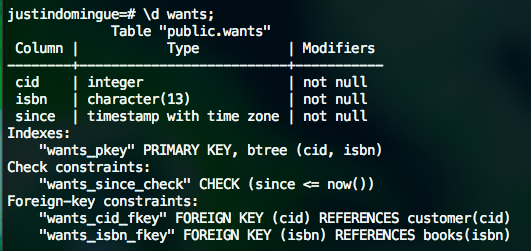 justindomingue=# \d wants;
Table "public.wants"
Column | Type | Modifiers
--------+--------------------------+-----------
cid | integer | not null
isbn | character(13) | not null
since | timestamp with time zone | not null
Indexes:
"wants_pkey" PRIMARY KEY, btree (cid, isbn)
Check constraints:
"wants_since_check" CHECK (since <= now())
Foreign-key constraints:
"wants_cid_fkey" FOREIGN KEY (cid) REFERENCES customer(cid)
"wants_isbn_fkey" FOREIGN KEY (isbn) REFERENCES books(isbn)